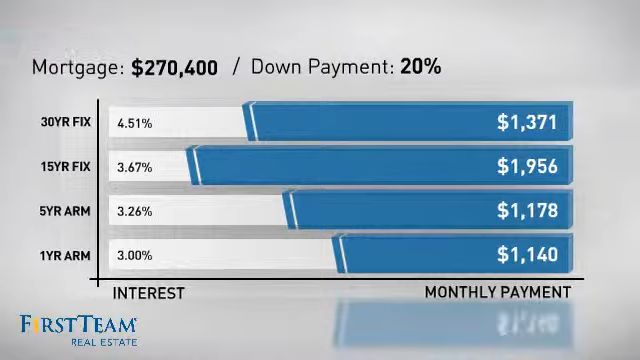 Mortgage: $270,400 / Down Payment: 20%
30YR FIX 4.51% $1,371
15YR FIX 3.67% $1,956
5YR ARM 3.26% $1,178
1YR ARM 3.00% $1,140
INTEREST MONTHLY PAYMENT
FIRSTTEAM®
REAL ESTATE